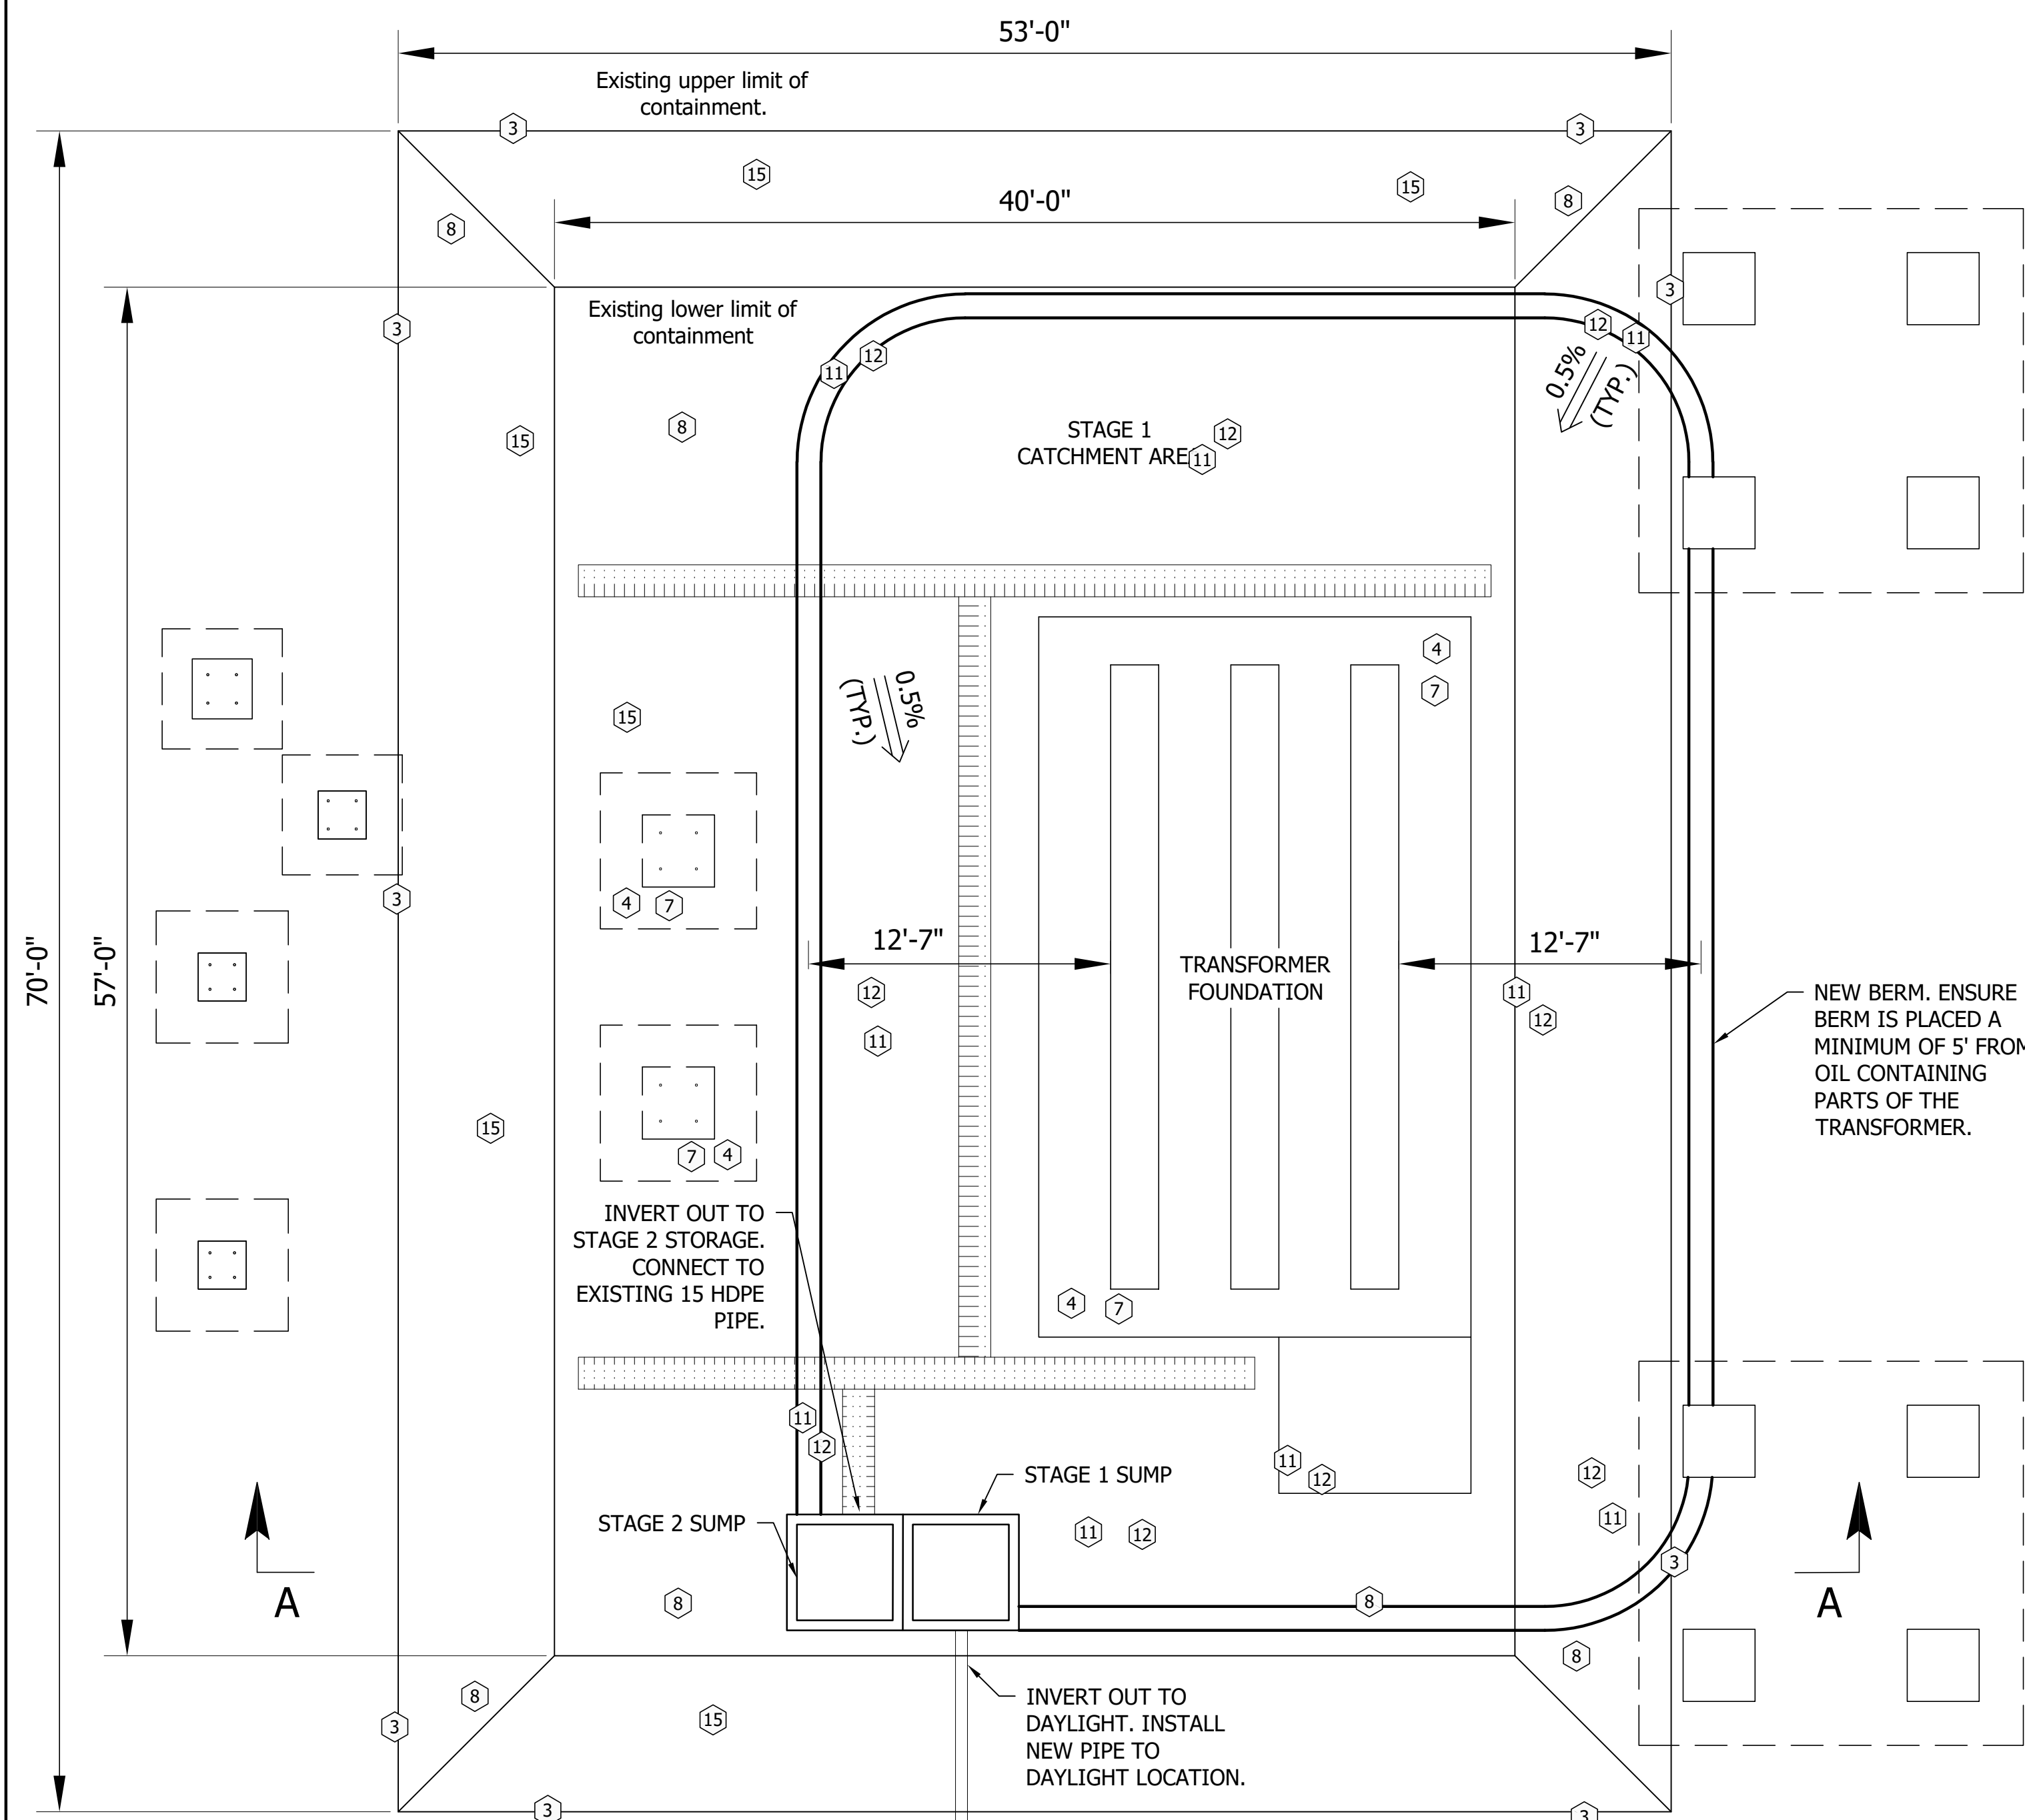 53'-0"
Existing upper limit of
containment.
3
3
15
15
40'-0"
8
8
3
Existing lower limit of
containment
3
12
11
12
11
0.5%
(TYP.)
15
8
STAGE 1
CATCHMENT ARE
12
11
4
7
0.5%
(TYP.)
15
3
4
7
12'-7"
12'-7"
70'-0"
57'-0"
TRANSFORMER
FOUNDATION
12
11
11
12
NEW BERM. ENSURE
BERM IS PLACED A
MINIMUM OF 5' FROM
OIL CONTAINING
PARTS OF THE
TRANSFORMER.
15
7
4
INVERT OUT TO
STAGE 2 STORAGE.
CONNECT TO
EXISTING 15 HDPE
PIPE.
4
7
11
12
11
12
12
11
STAGE 1 SUMP
STAGE 2 SUMP
11
12
3
A
A
8
8
8
8
3
15
INVERT OUT TO
DAYLIGHT. INSTALL
NEW PIPE TO
DAYLIGHT LOCATION.
3
3